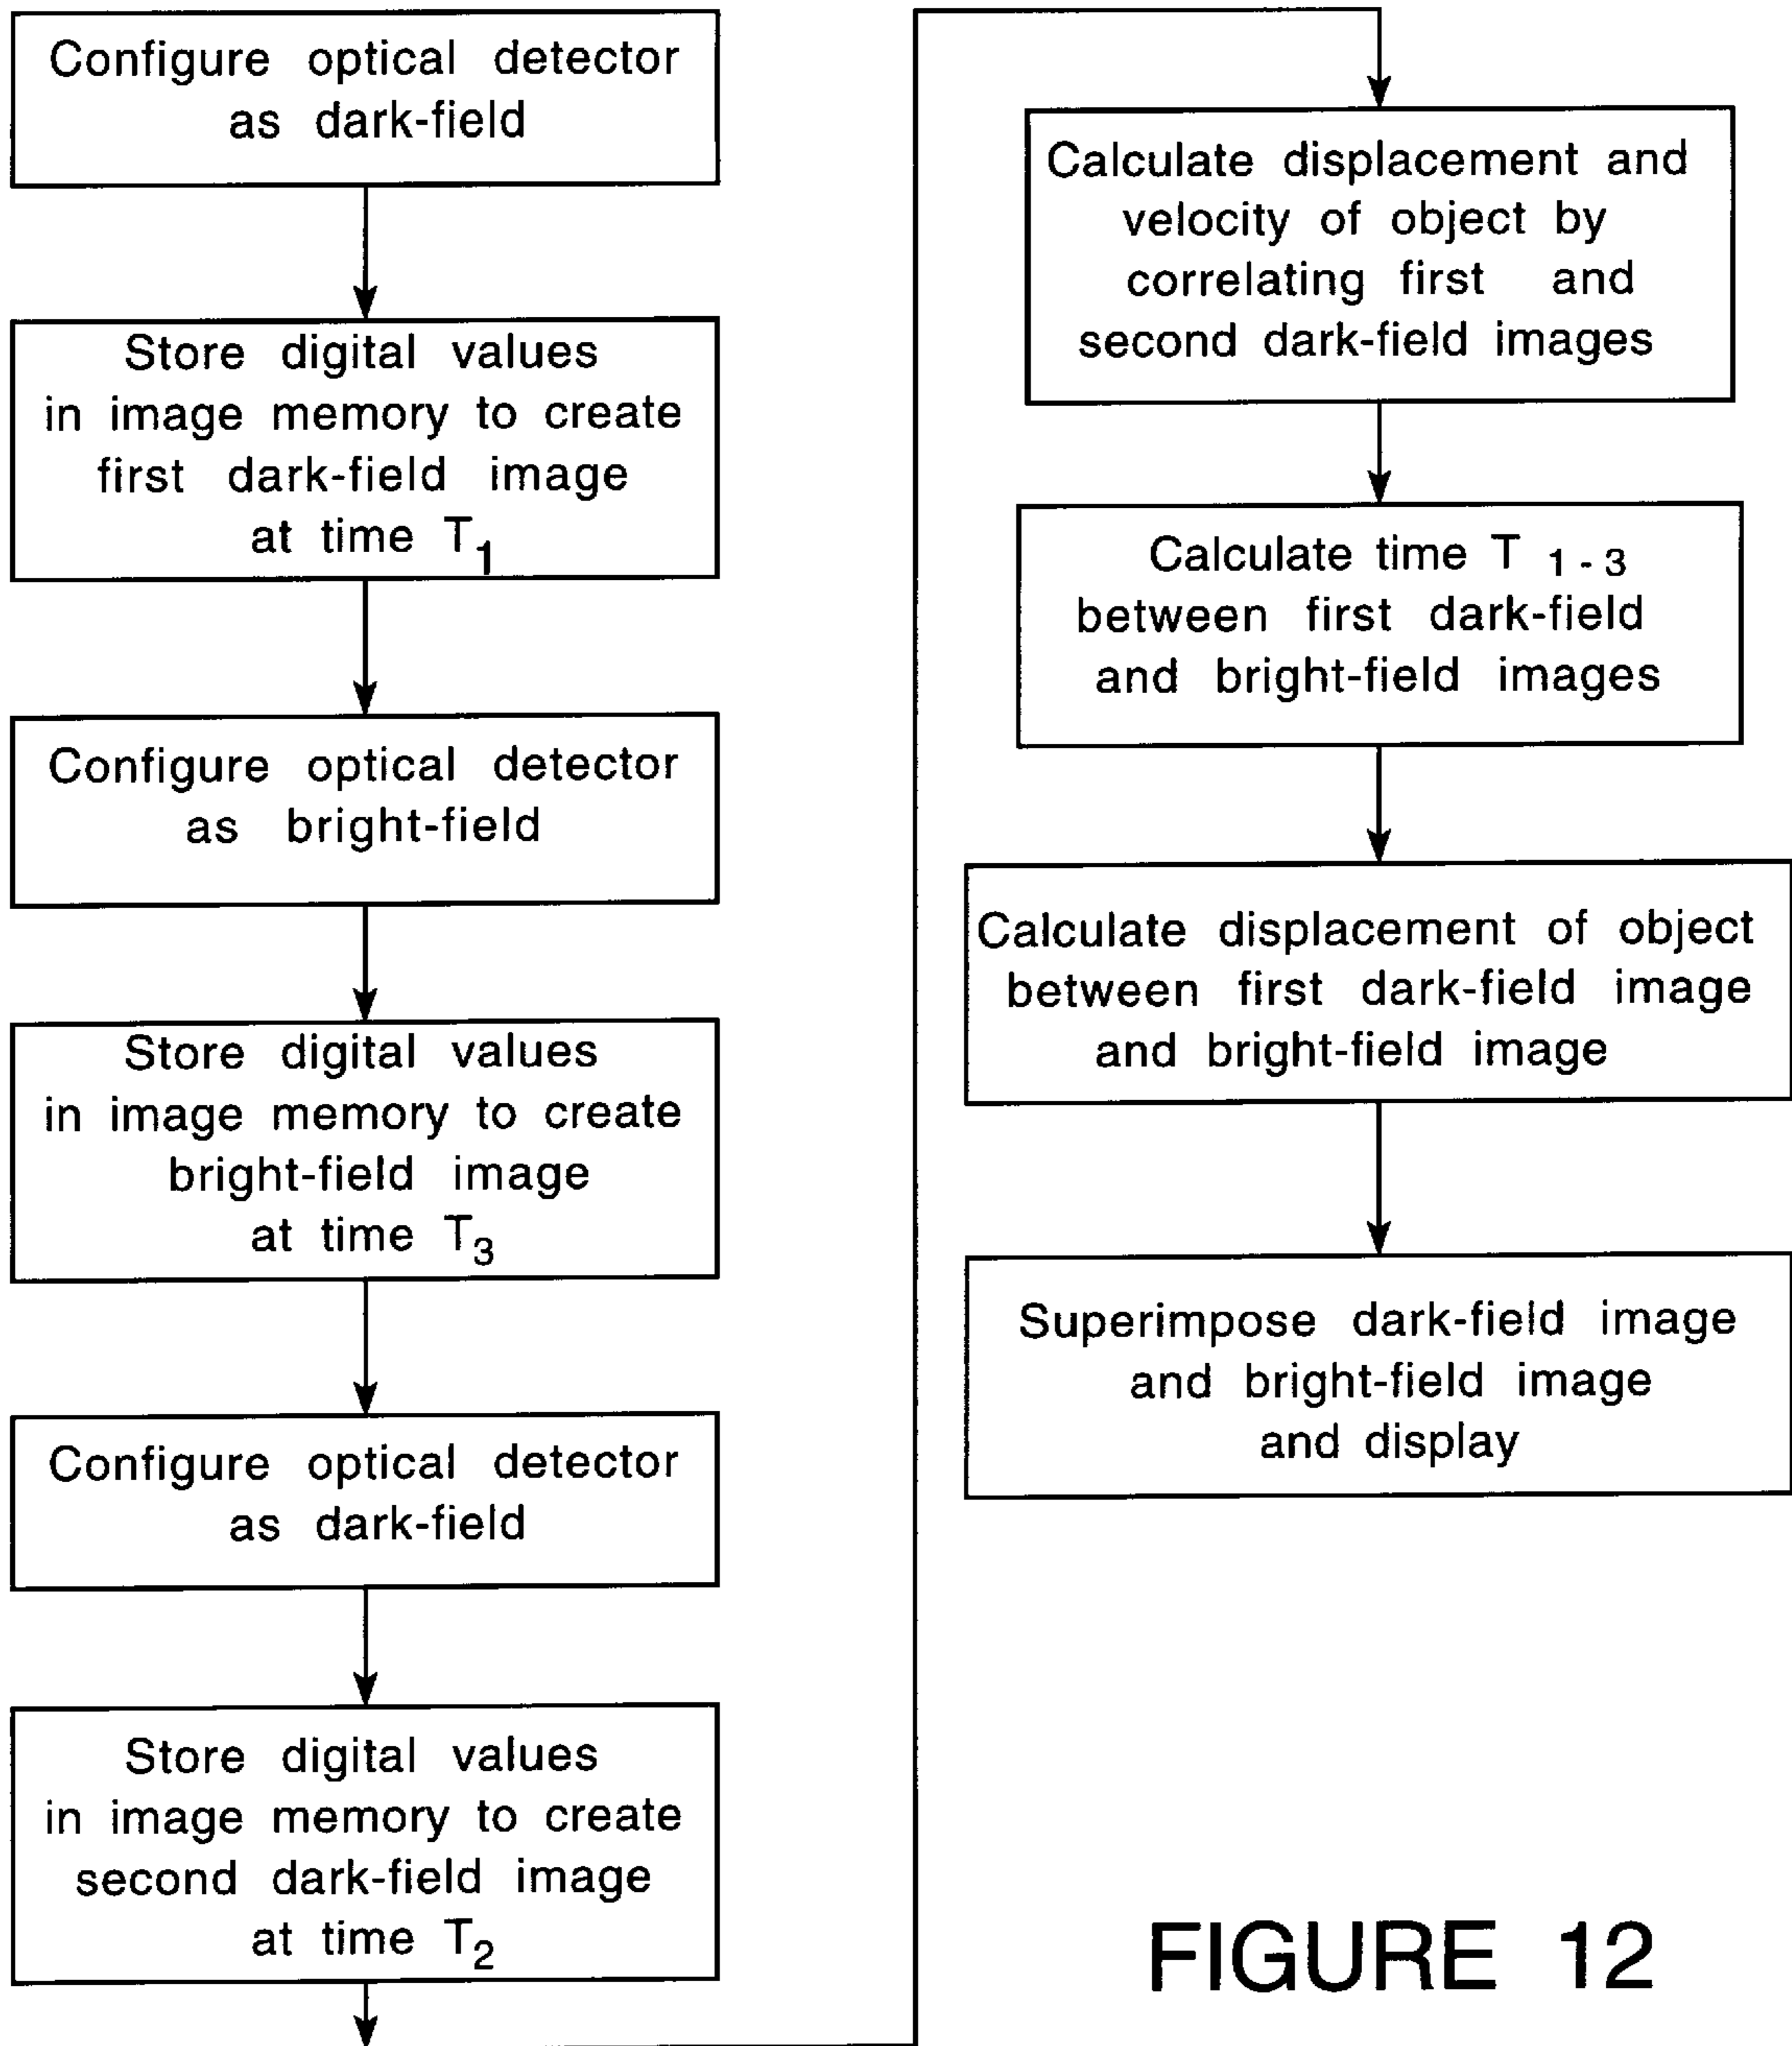 Configure optical detector
as dark-field
Store digital values
in image memory to create
first dark-field image
at time T₁
Configure optical detector
as bright-field
Store digital values
in image memory to create
bright-field image
at time T₃
Configure optical detector
as dark-field
Store digital values
in image memory to create
second dark-field image
at time T₂
Calculate displacement and
velocity of object by
correlating first and
second dark-field images
Calculate time T ₁₋₃
between first dark-field
and bright-field images
Calculate displacement of object
between first dark-field image
and bright-field image
Superimpose dark-field image
and bright-field image
and display
FIGURE 12